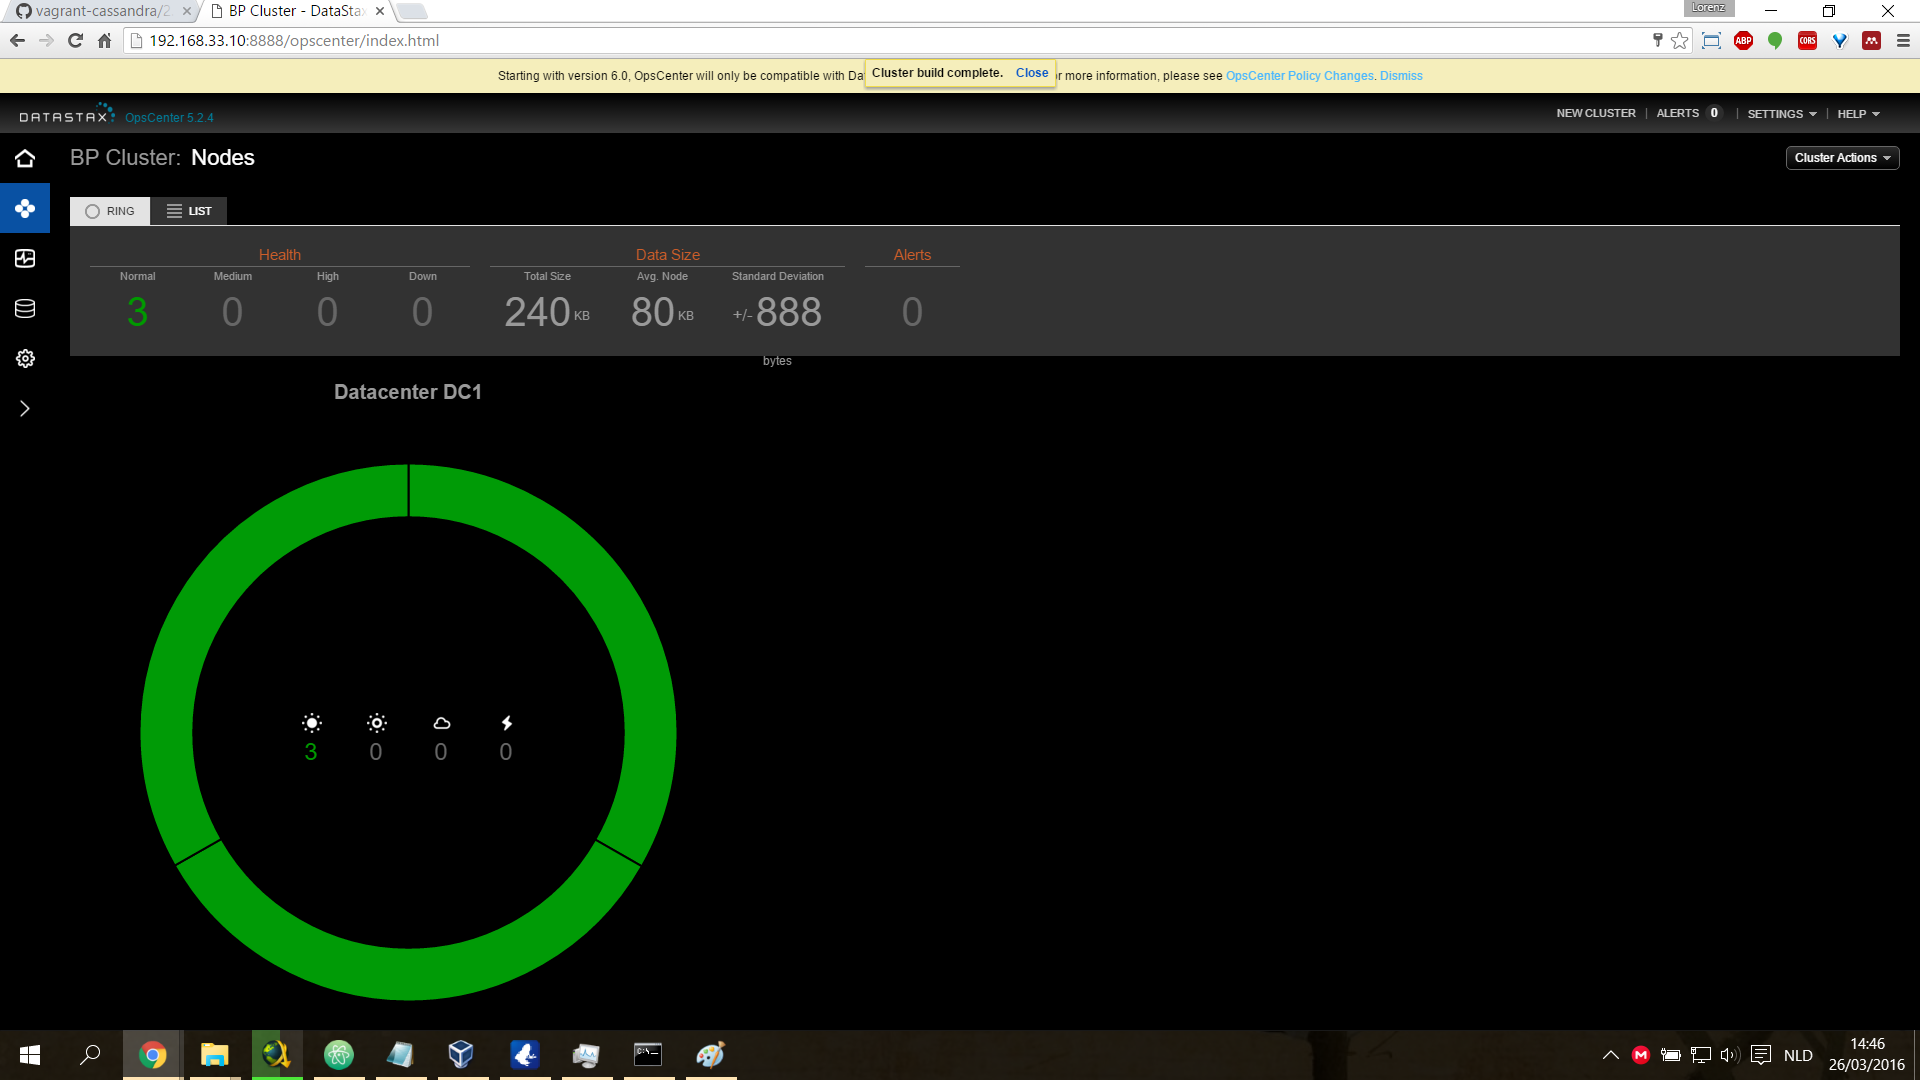 vagrant-cassandra/2
BP Cluster - DataSta
Lorenz
192.168.33.10:8888/opscenter/index.html
ABP
CORS
Starting with version 6.0, OpsCenter will only be compatible with Da
Cluster build complete. Close
r more information, please see OpsCenter Policy Changes. Dismiss
DATASTAX OpsCenter 5.2.4
NEW CLUSTER | ALERTS 0 | SETTINGS | HELP
BP Cluster: Nodes
Cluster Actions
RING LIST
Health Data Size Alerts
Normal Medium High Down Total Size Avg. Node Standard Deviation
3 0 0 0 240 KB 80 KB +/- 888 0
bytes
Datacenter DC1
3 0 0 0
C:\_
NLD
14:46
26/03/2016